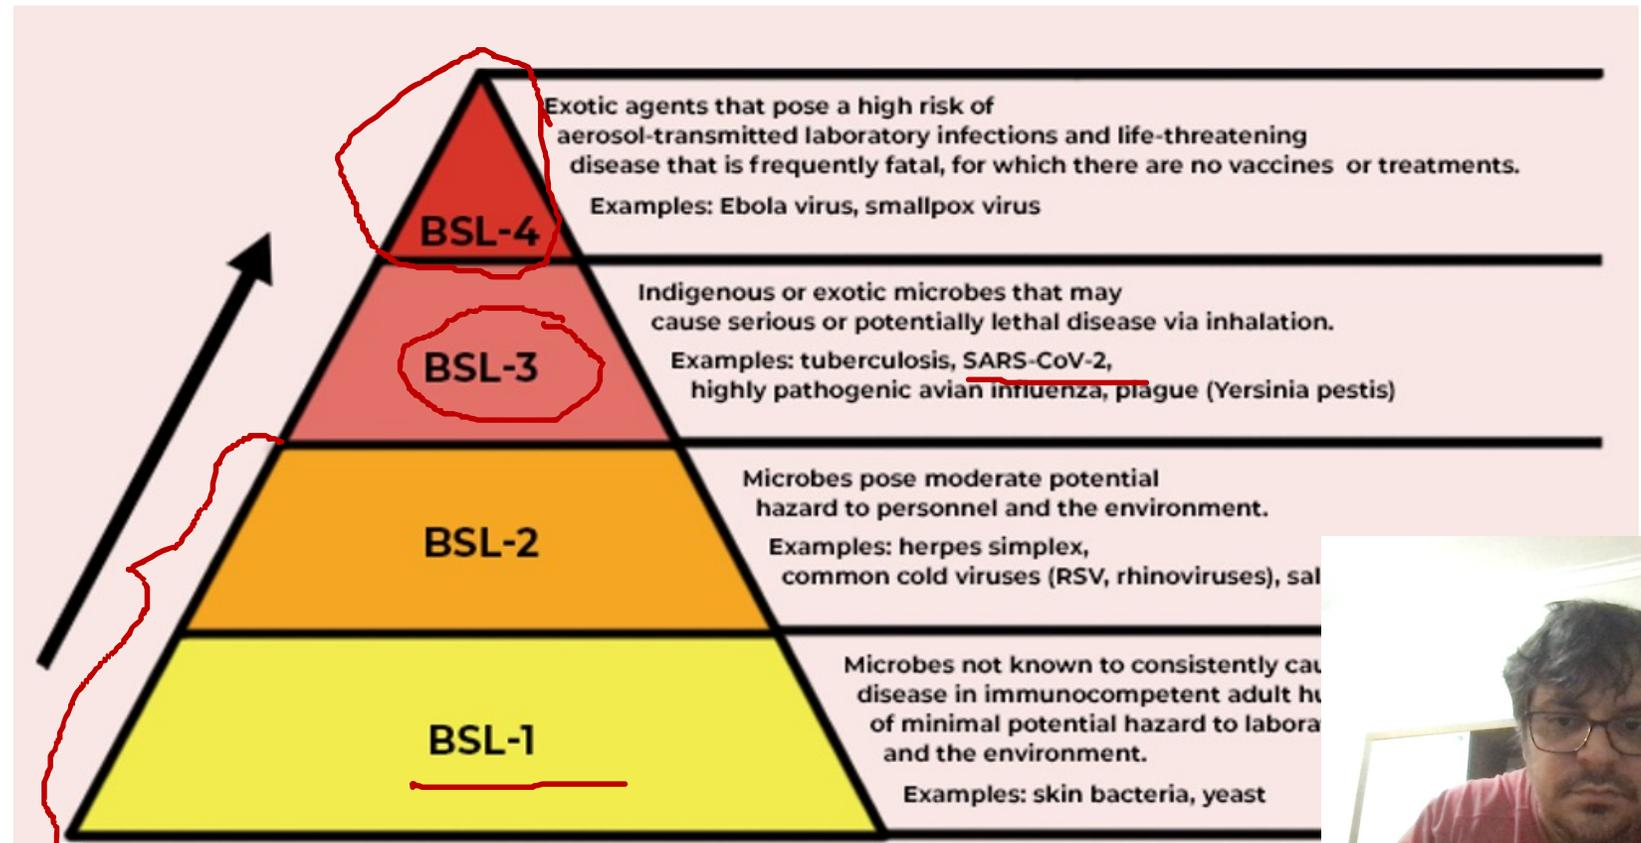 Exotic agents that pose a high risk of
aerosol-transmitted laboratory infections and life-threatening
disease that is frequently fatal, for which there are no vaccines or treatments.
Examples: Ebola virus, smallpox virus
BSL-4
Indigenous or exotic microbes that may
cause serious or potentially lethal disease via inhalation.
BSL-3
Examples: tuberculosis, SARS-CoV-2,
highly pathogenic avian influenza, plague (Yersinia pestis)
Microbes pose moderate potential
hazard to personnel and the environment.
BSL-2
Examples: herpes simplex,
common cold viruses (RSV, rhinoviruses),
Microbes not known to consistently
disease in immunocompetent adult
of minimal potential hazard to
BSL-1
and the environment.
Examples: skin bacteria, yeast